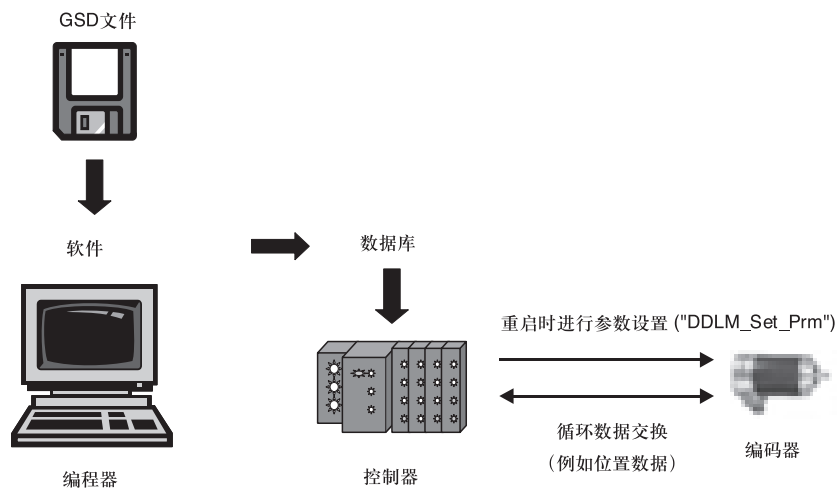 GSD文件
软件
数据库
重启时进行参数设置 ("DDLM_Set_Prm")
循环数据交换
（例如位置数据）
编码器
编程器
控制器